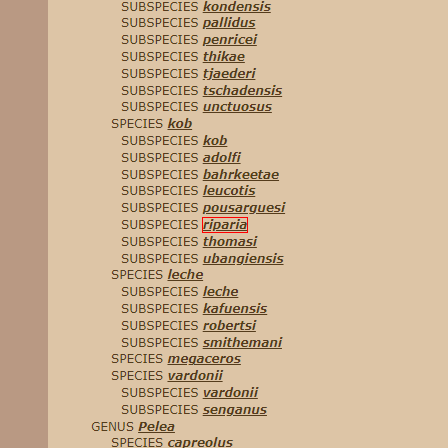 SUBSPECIES kondensis
SUBSPECIES pallidus
SUBSPECIES penricei
SUBSPECIES thikae
SUBSPECIES tjaederi
SUBSPECIES tschadensis
SUBSPECIES unctuosus
SPECIES kob
SUBSPECIES kob
SUBSPECIES adolfi
SUBSPECIES bahrkeetae
SUBSPECIES leucotis
SUBSPECIES pousarguesi
SUBSPECIES riparia
SUBSPECIES thomasi
SUBSPECIES ubangiensis
SPECIES leche
SUBSPECIES leche
SUBSPECIES kafuensis
SUBSPECIES robertsi
SUBSPECIES smithemani
SPECIES megaceros
SPECIES vardonii
SUBSPECIES vardonii
SUBSPECIES senganus
GENUS Pelea
SPECIES capreolus